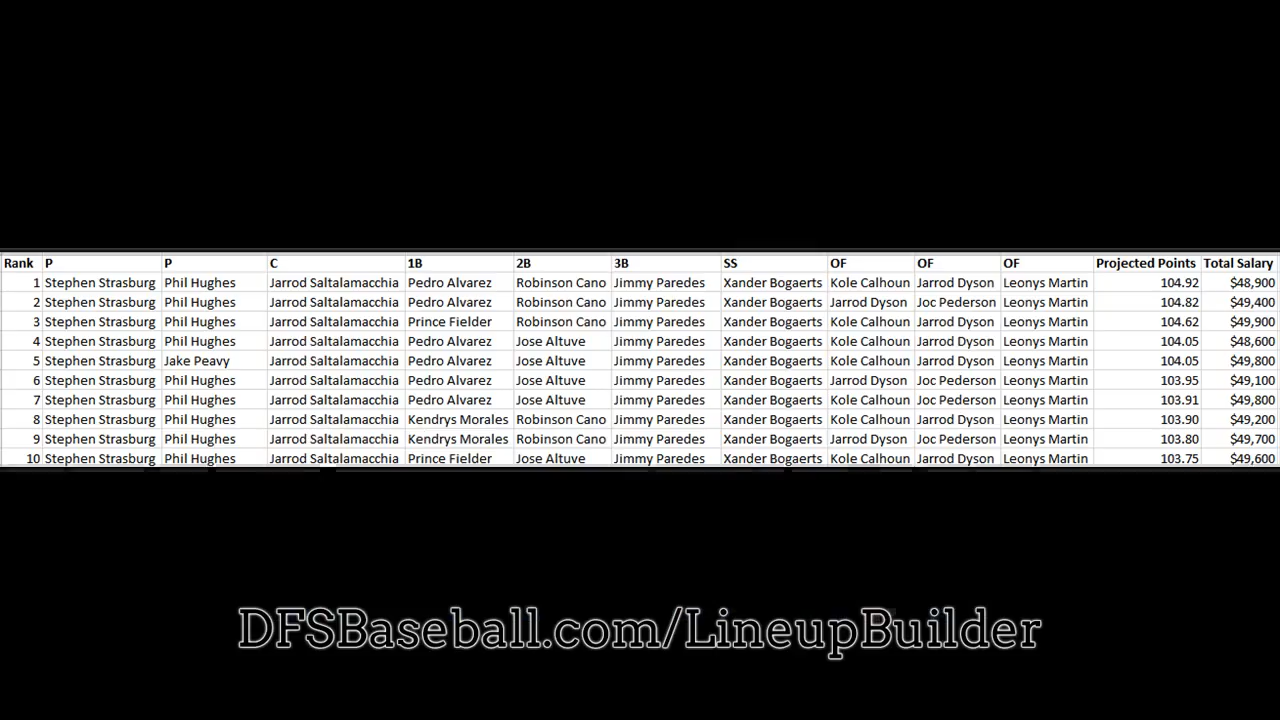 Rank P P C 1B 2B 3B SS OF OF OF Projected Points Total Salary
1 Stephen Strasburg Phil Hughes Jarrod Saltalamacchia Pedro Alvarez Robinson Cano Jimmy Paredes Xander Bogaerts Kole Calhoun Jarrod Dyson Leonys Martin 104.92 $48,900
2 Stephen Strasburg Phil Hughes Jarrod Saltalamacchia Pedro Alvarez Robinson Cano Jimmy Paredes Xander Bogaerts Jarrod Dyson Joc Pederson Leonys Martin 104.82 $49,400
3 Stephen Strasburg Phil Hughes Jarrod Saltalamacchia Prince Fielder Robinson Cano Jimmy Paredes Xander Bogaerts Kole Calhoun Jarrod Dyson Leonys Martin 104.62 $49,900
4 Stephen Strasburg Phil Hughes Jarrod Saltalamacchia Pedro Alvarez Jose Altuve Jimmy Paredes Xander Bogaerts Kole Calhoun Jarrod Dyson Leonys Martin 104.05 $48,600
5 Stephen Strasburg Jake Peavy Jarrod Saltalamacchia Pedro Alvarez Jose Altuve Jimmy Paredes Xander Bogaerts Kole Calhoun Jarrod Dyson Leonys Martin 104.05 $49,800
6 Stephen Strasburg Phil Hughes Jarrod Saltalamacchia Pedro Alvarez Jose Altuve Jimmy Paredes Xander Bogaerts Jarrod Dyson Joc Pederson Leonys Martin 103.95 $49,100
7 Stephen Strasburg Phil Hughes Jarrod Saltalamacchia Pedro Alvarez Jose Altuve Jimmy Paredes Xander Bogaerts Kole Calhoun Joc Pederson Leonys Martin 103.91 $49,800
8 Stephen Strasburg Phil Hughes Jarrod Saltalamacchia Kendrys Morales Robinson Cano Jimmy Paredes Xander Bogaerts Kole Calhoun Jarrod Dyson Leonys Martin 103.90 $49,200
9 Stephen Strasburg Phil Hughes Jarrod Saltalamacchia Kendrys Morales Robinson Cano Jimmy Paredes Xander Bogaerts Jarrod Dyson Joc Pederson Leonys Martin 103.80 $49,700
10 Stephen Strasburg Phil Hughes Jarrod Saltalamacchia Prince Fielder Jose Altuve Jimmy Paredes Xander Bogaerts Kole Calhoun Jarrod Dyson Leonys Martin 103.75 $49,600
DFSBaseball.com/LineupBuilder